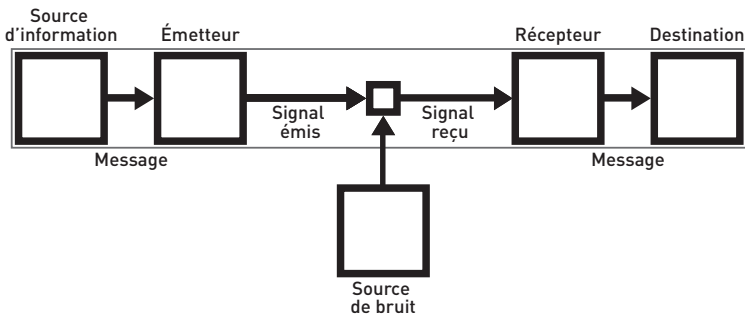 Source
d'information
Émetteur
Récepteur
Destination
Signal
émis
Signal
reçu
Message
Message
Source
de bruit